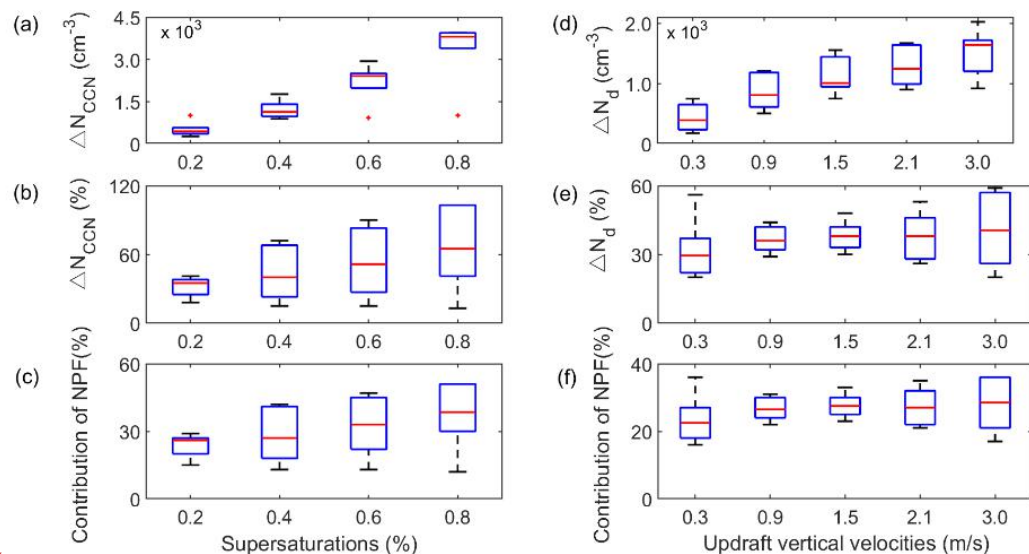 (a)
△N_CCN (cm⁻³)
4.5
3.0
1.5
0
x 10³
0.2 0.4 0.6 0.8
(b)
△N_CCN (%)
120
60
0
0.2 0.4 0.6 0.8
(c)
Contribution of NPF(%)
60
30
0
0.2 0.4 0.6 0.8
Supersaturations (%)
(d)
△N_d (cm⁻³)
2.0
1.0
0
x 10³
0.3 0.9 1.5 2.1 3.0
(e)
△N_d (%)
60
30
0
0.3 0.9 1.5 2.1 3.0
(f)
Contribution of NPF(%)
40
20
0
0.3 0.9 1.5 2.1 3.0
Updraft vertical velocities (m/s)